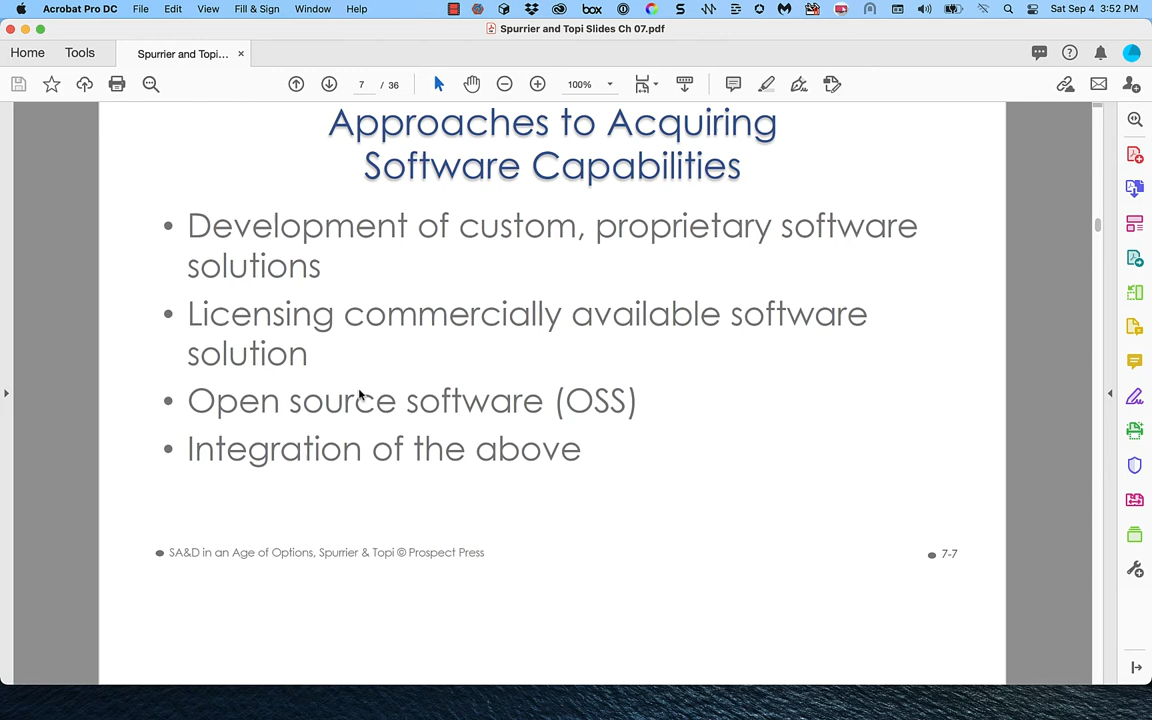 Acrobat Pro DC File Edit View Fill & Sign Window Help box Sat Sep 4 3:52 PM
Spurrier and Topi Slides Ch 07.pdf
Home Tools Spurrier and Topi... ×
7 / 36 100%
Approaches to Acquiring
Software Capabilities
• Development of custom, proprietary software
solutions
• Licensing commercially available software
solution
• Open source software (OSS)
• Integration of the above
SA&D in an Age of Options, Spurrier & Topi © Prospect Press 7-7